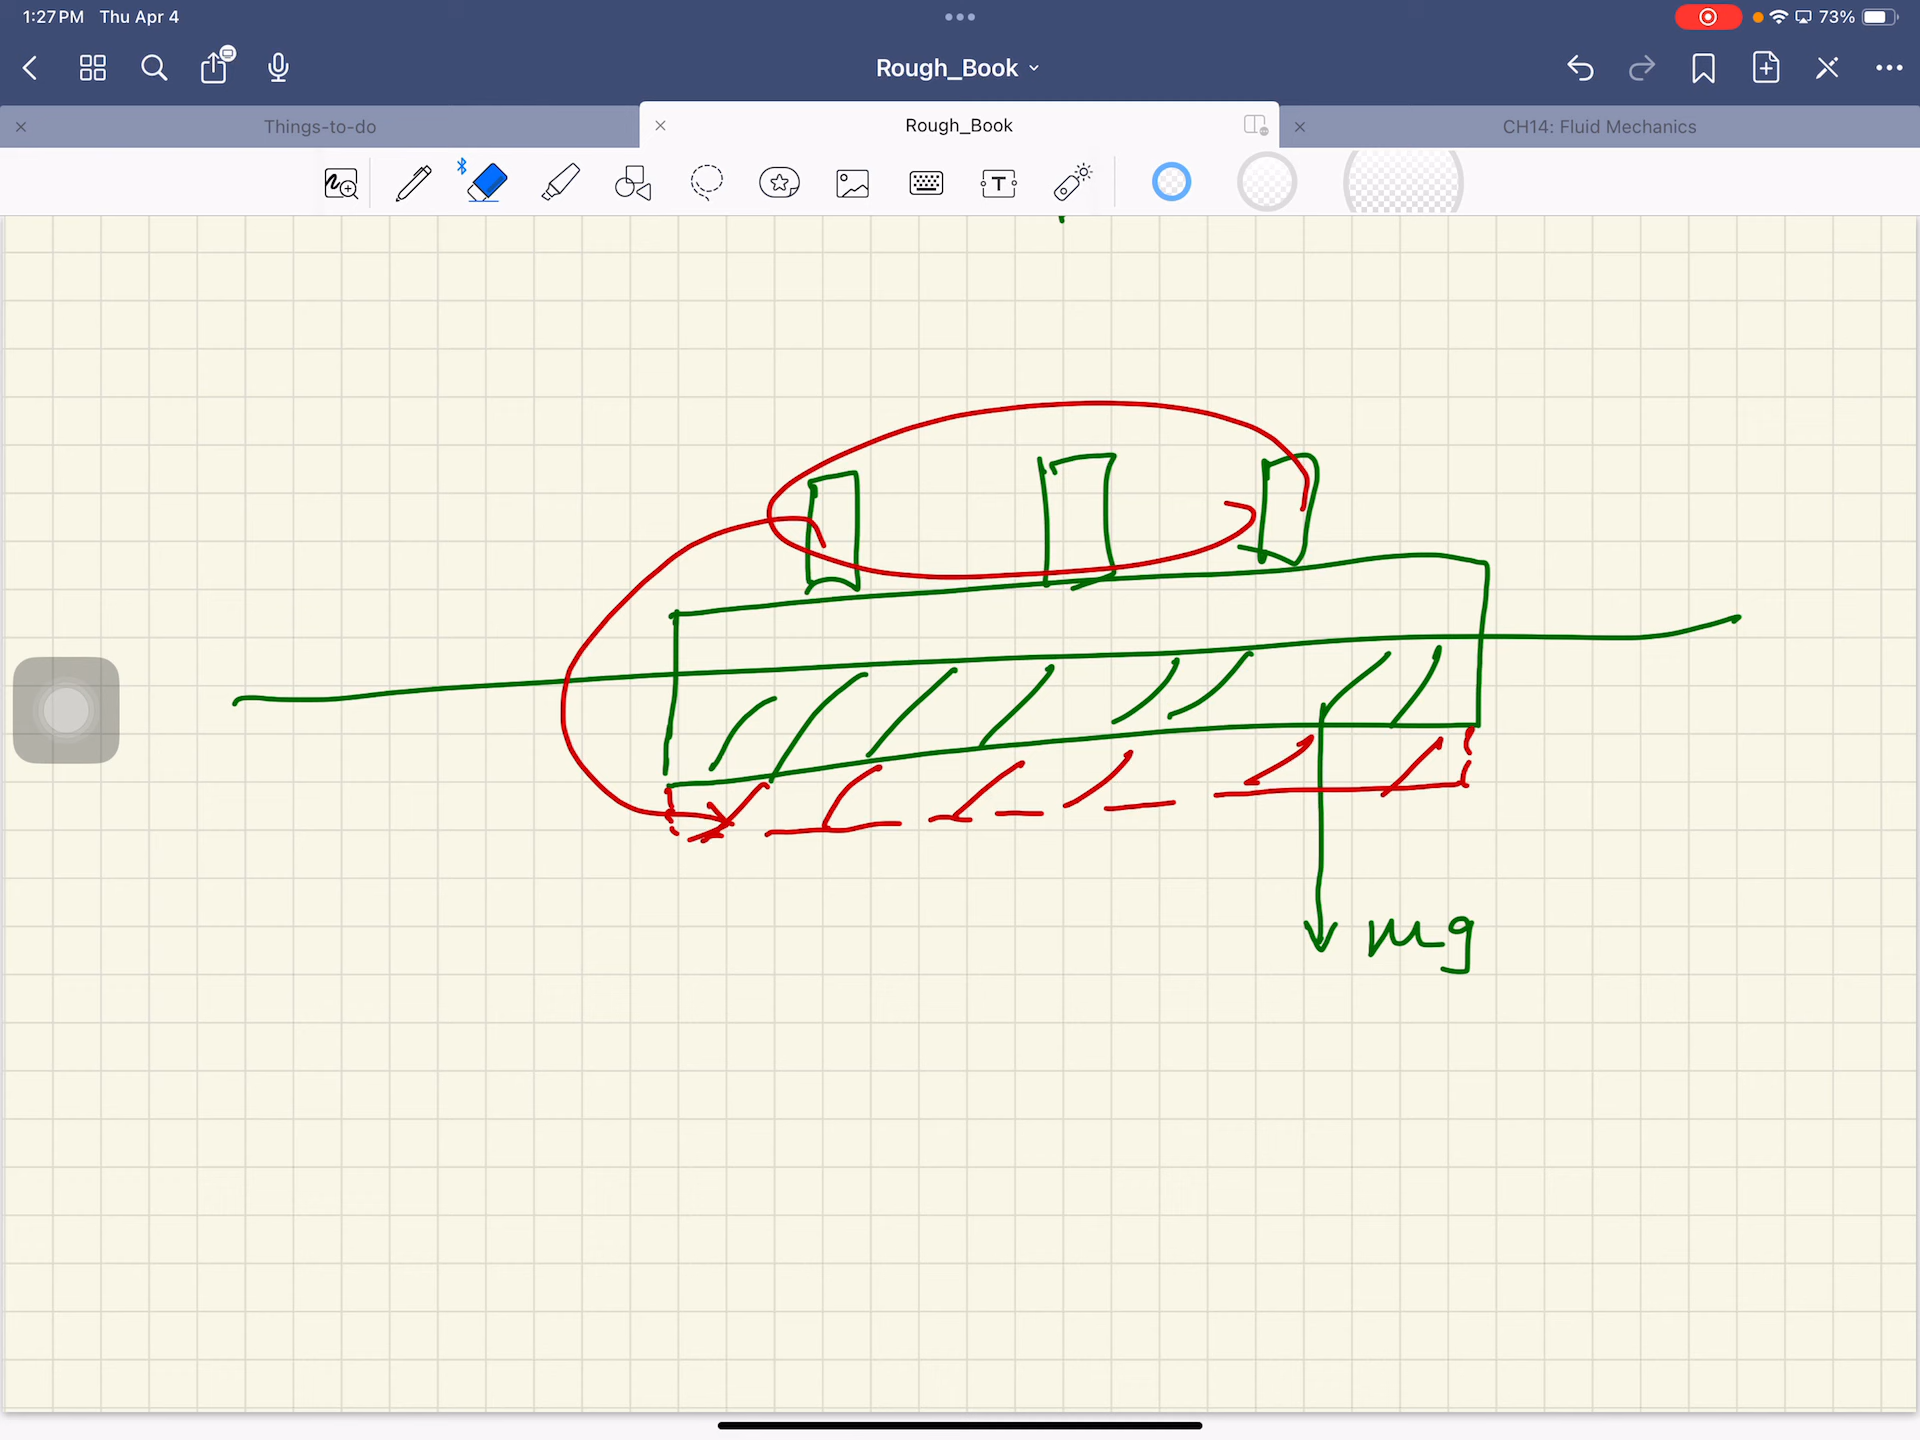 1:27 PM Thu Apr 4
73%
Rough_Book
Things-to-do
Rough_Book
CH14: Fluid Mechanics
T
mg